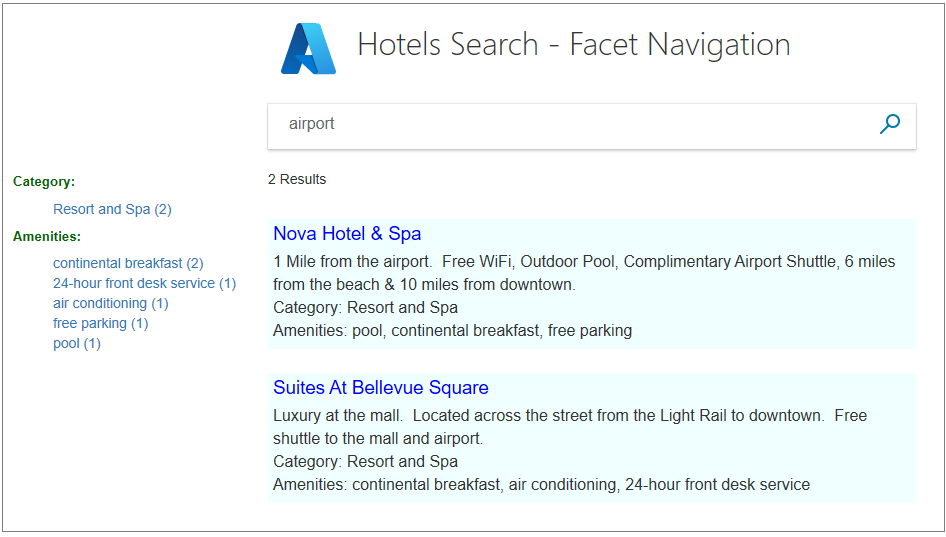 Hotels Search - Facet Navigation
airport
2 Results
Category:
Resort and Spa (2)
Amenities:
continental breakfast (2)
24-hour front desk service (1)
air conditioning (1)
free parking (1)
pool (1)
Nova Hotel & Spa
1 Mile from the airport.  Free WiFi, Outdoor Pool, Complimentary Airport Shuttle, 6 miles
from the beach & 10 miles from downtown.
Category: Resort and Spa
Amenities: pool, continental breakfast, free parking
Suites At Bellevue Square
Luxury at the mall.  Located across the street from the Light Rail to downtown.  Free
shuttle to the mall and airport.
Category: Resort and Spa
Amenities: continental breakfast, air conditioning, 24-hour front desk service